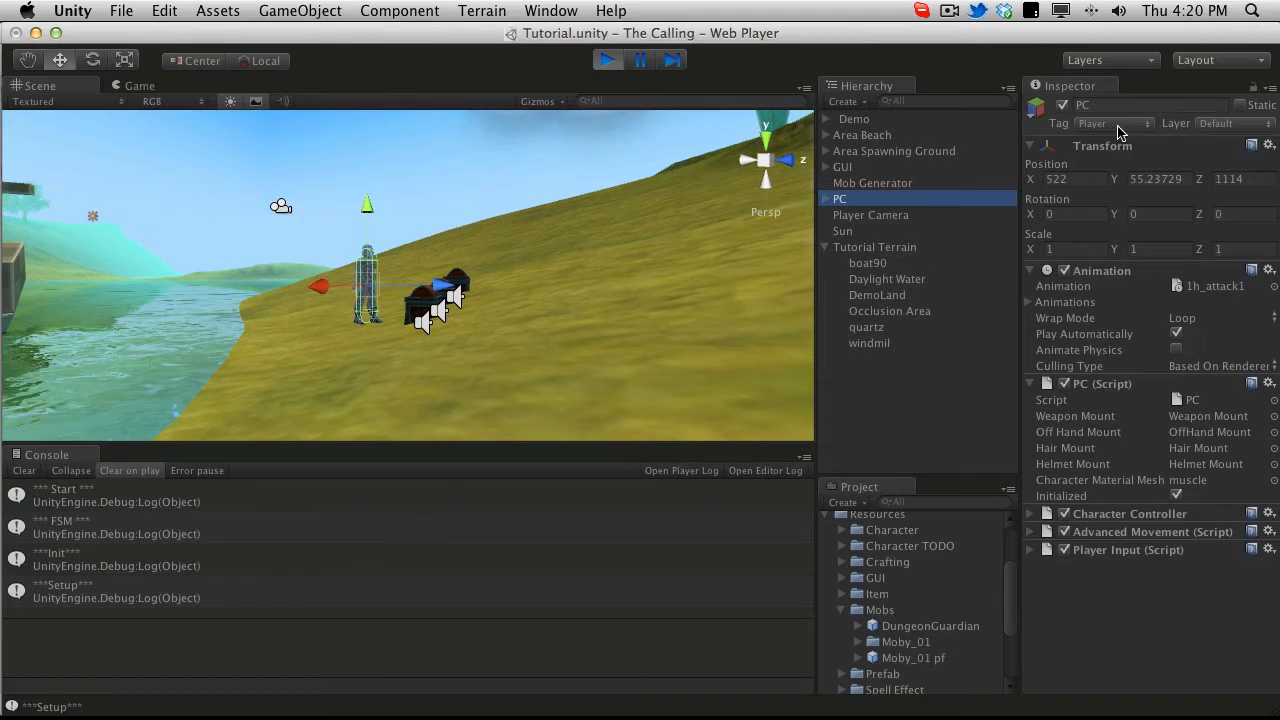 Unity File Edit Assets GameObject Component Terrain Window Help Thu 4:20 PM
Tutorial.unity - The Calling - Web Player
Center Local Layers Layout
Scene Game
Textured RGB Gizmos All
y
z
Persp
Hierarchy
Create All
Demo
Area Beach
Area Spawning Ground
GUI
Mob Generator
PC
Player Camera
Sun
Tutorial Terrain
boat90
Daylight Water
DemoLand
Occlusion Area
quartz
windmil
Inspector
PC Static
Tag Player Layer Default
Transform
Position
X 522 Y 55.23729 Z 1114
Rotation
X 0 Y 0 Z 0
Scale
X 1 Y 1 Z 1
Animation
Animation 1h_attack1
Animations
Wrap Mode Loop
Play Automatically
Animate Physics
Culling Type Based On Renderer
PC (Script)
Script PC
Weapon Mount Weapon Mount
Off Hand Mount OffHand Mount
Hair Mount Hair Mount
Helmet Mount Helmet Mount
Character Material Mesh muscle
Initialized
Character Controller
Advanced Movement (Script)
Player Input (Script)
Console
Clear Collapse Clear on play Error pause Open Player Log Open Editor Log
*** Start ***
UnityEngine.Debug:Log(Object)
*** FSM ***
UnityEngine.Debug:Log(Object)
***Init***
UnityEngine.Debug:Log(Object)
***Setup***
UnityEngine.Debug:Log(Object)
Project
Create All
Resources
Character
Character TODO
Crafting
GUI
Item
Mobs
DungeonGuardian
Moby_01
Moby_01 pf
Prefab
Spell Effect
***Setup***